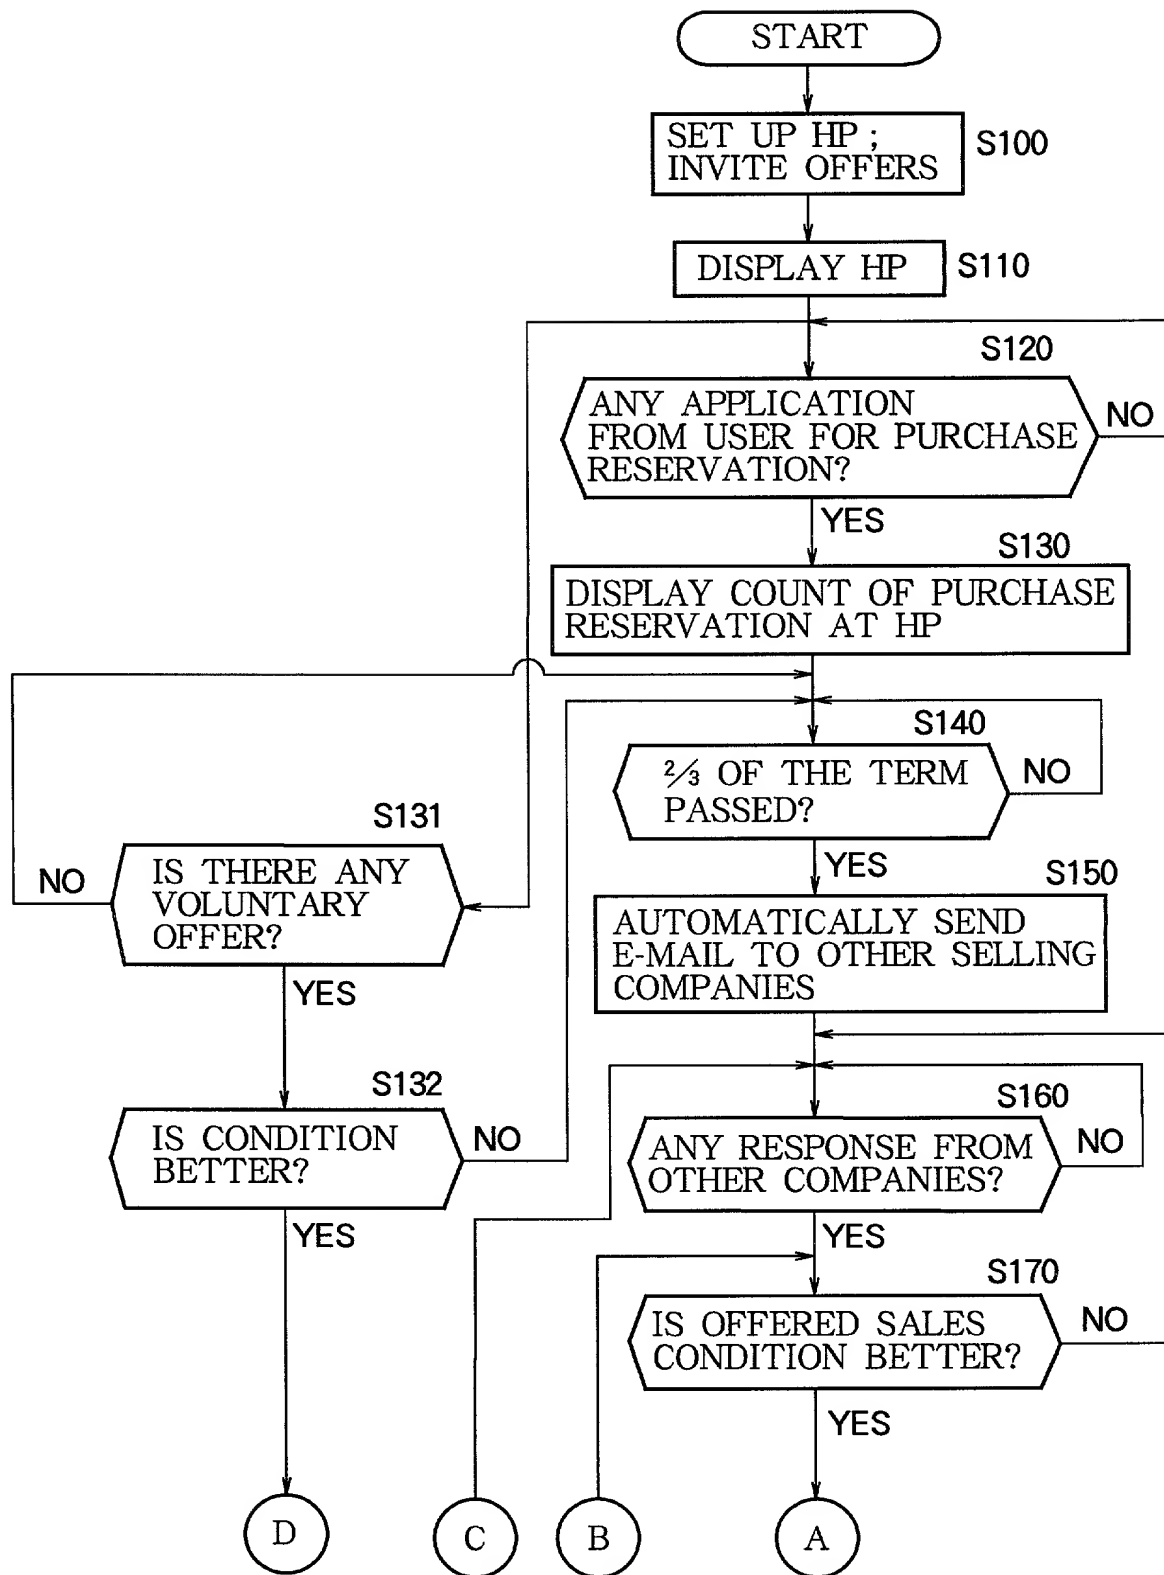 START
SET UP HP ;
INVITE OFFERS
S100
DISPLAY HP
S110
S120
ANY APPLICATION
FROM USER FOR PURCHASE
RESERVATION?
NO
YES
S130
DISPLAY COUNT OF PURCHASE
RESERVATION AT HP
S140
2/3 OF THE TERM
PASSED?
NO
YES
S131
IS THERE ANY
VOLUNTARY
OFFER?
NO
YES
S150
AUTOMATICALLY SEND
E-MAIL TO OTHER SELLING
COMPANIES
S132
IS CONDITION
BETTER?
NO
YES
S160
ANY RESPONSE FROM
OTHER COMPANIES?
NO
YES
S170
IS OFFERED SALES
CONDITION BETTER?
NO
YES
D
C
B
A